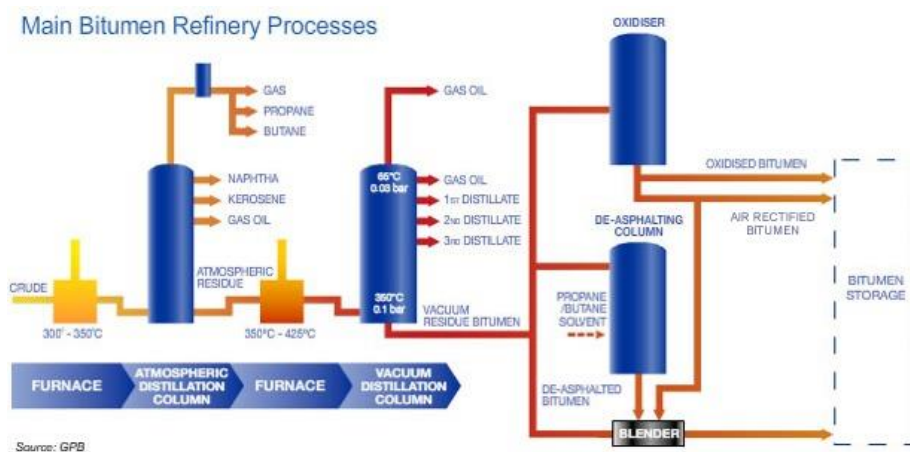 Main Bitumen Refinery Processes
OXIDISER
GAS
PROPANE
BUTANE
GAS OIL
OXIDISED BITUMEN
65°C
0.03 bar
NAPHTHA
KEROSENE
GAS OIL
GAS OIL
1ST DISTILLATE
2ND DISTILLATE
3RD DISTILLATE
AIR RECTIFIED
BITUMEN
DE-ASPHALTING
COLUMN
CRUDE
ATMOSPHERIC
RESIDUE
350°C
0.1 bar
VACUUM
RESIDUE BITUMEN
PROPANE
/BUTANE
SOLVENT
BITUMEN
STORAGE
300° - 350°C
350°C - 425°C
FURNACE
ATMOSPHERIC
DISTILLATION
COLUMN
FURNACE
VACUUM
DISTILLATION
COLUMN
DE-ASPHALTED
BITUMEN
BLENDER
Source: GPB